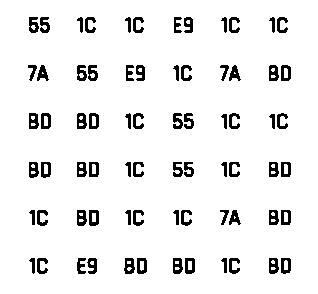 55 1C 1C E9 1C 1C
7A 55 E9 1C 7A BD
BD BD 1C 55 1C 1C
BD BD 1C 55 1C BD
1C BD 1C 1C 7A BD
1C E9 BD BD 1C BD